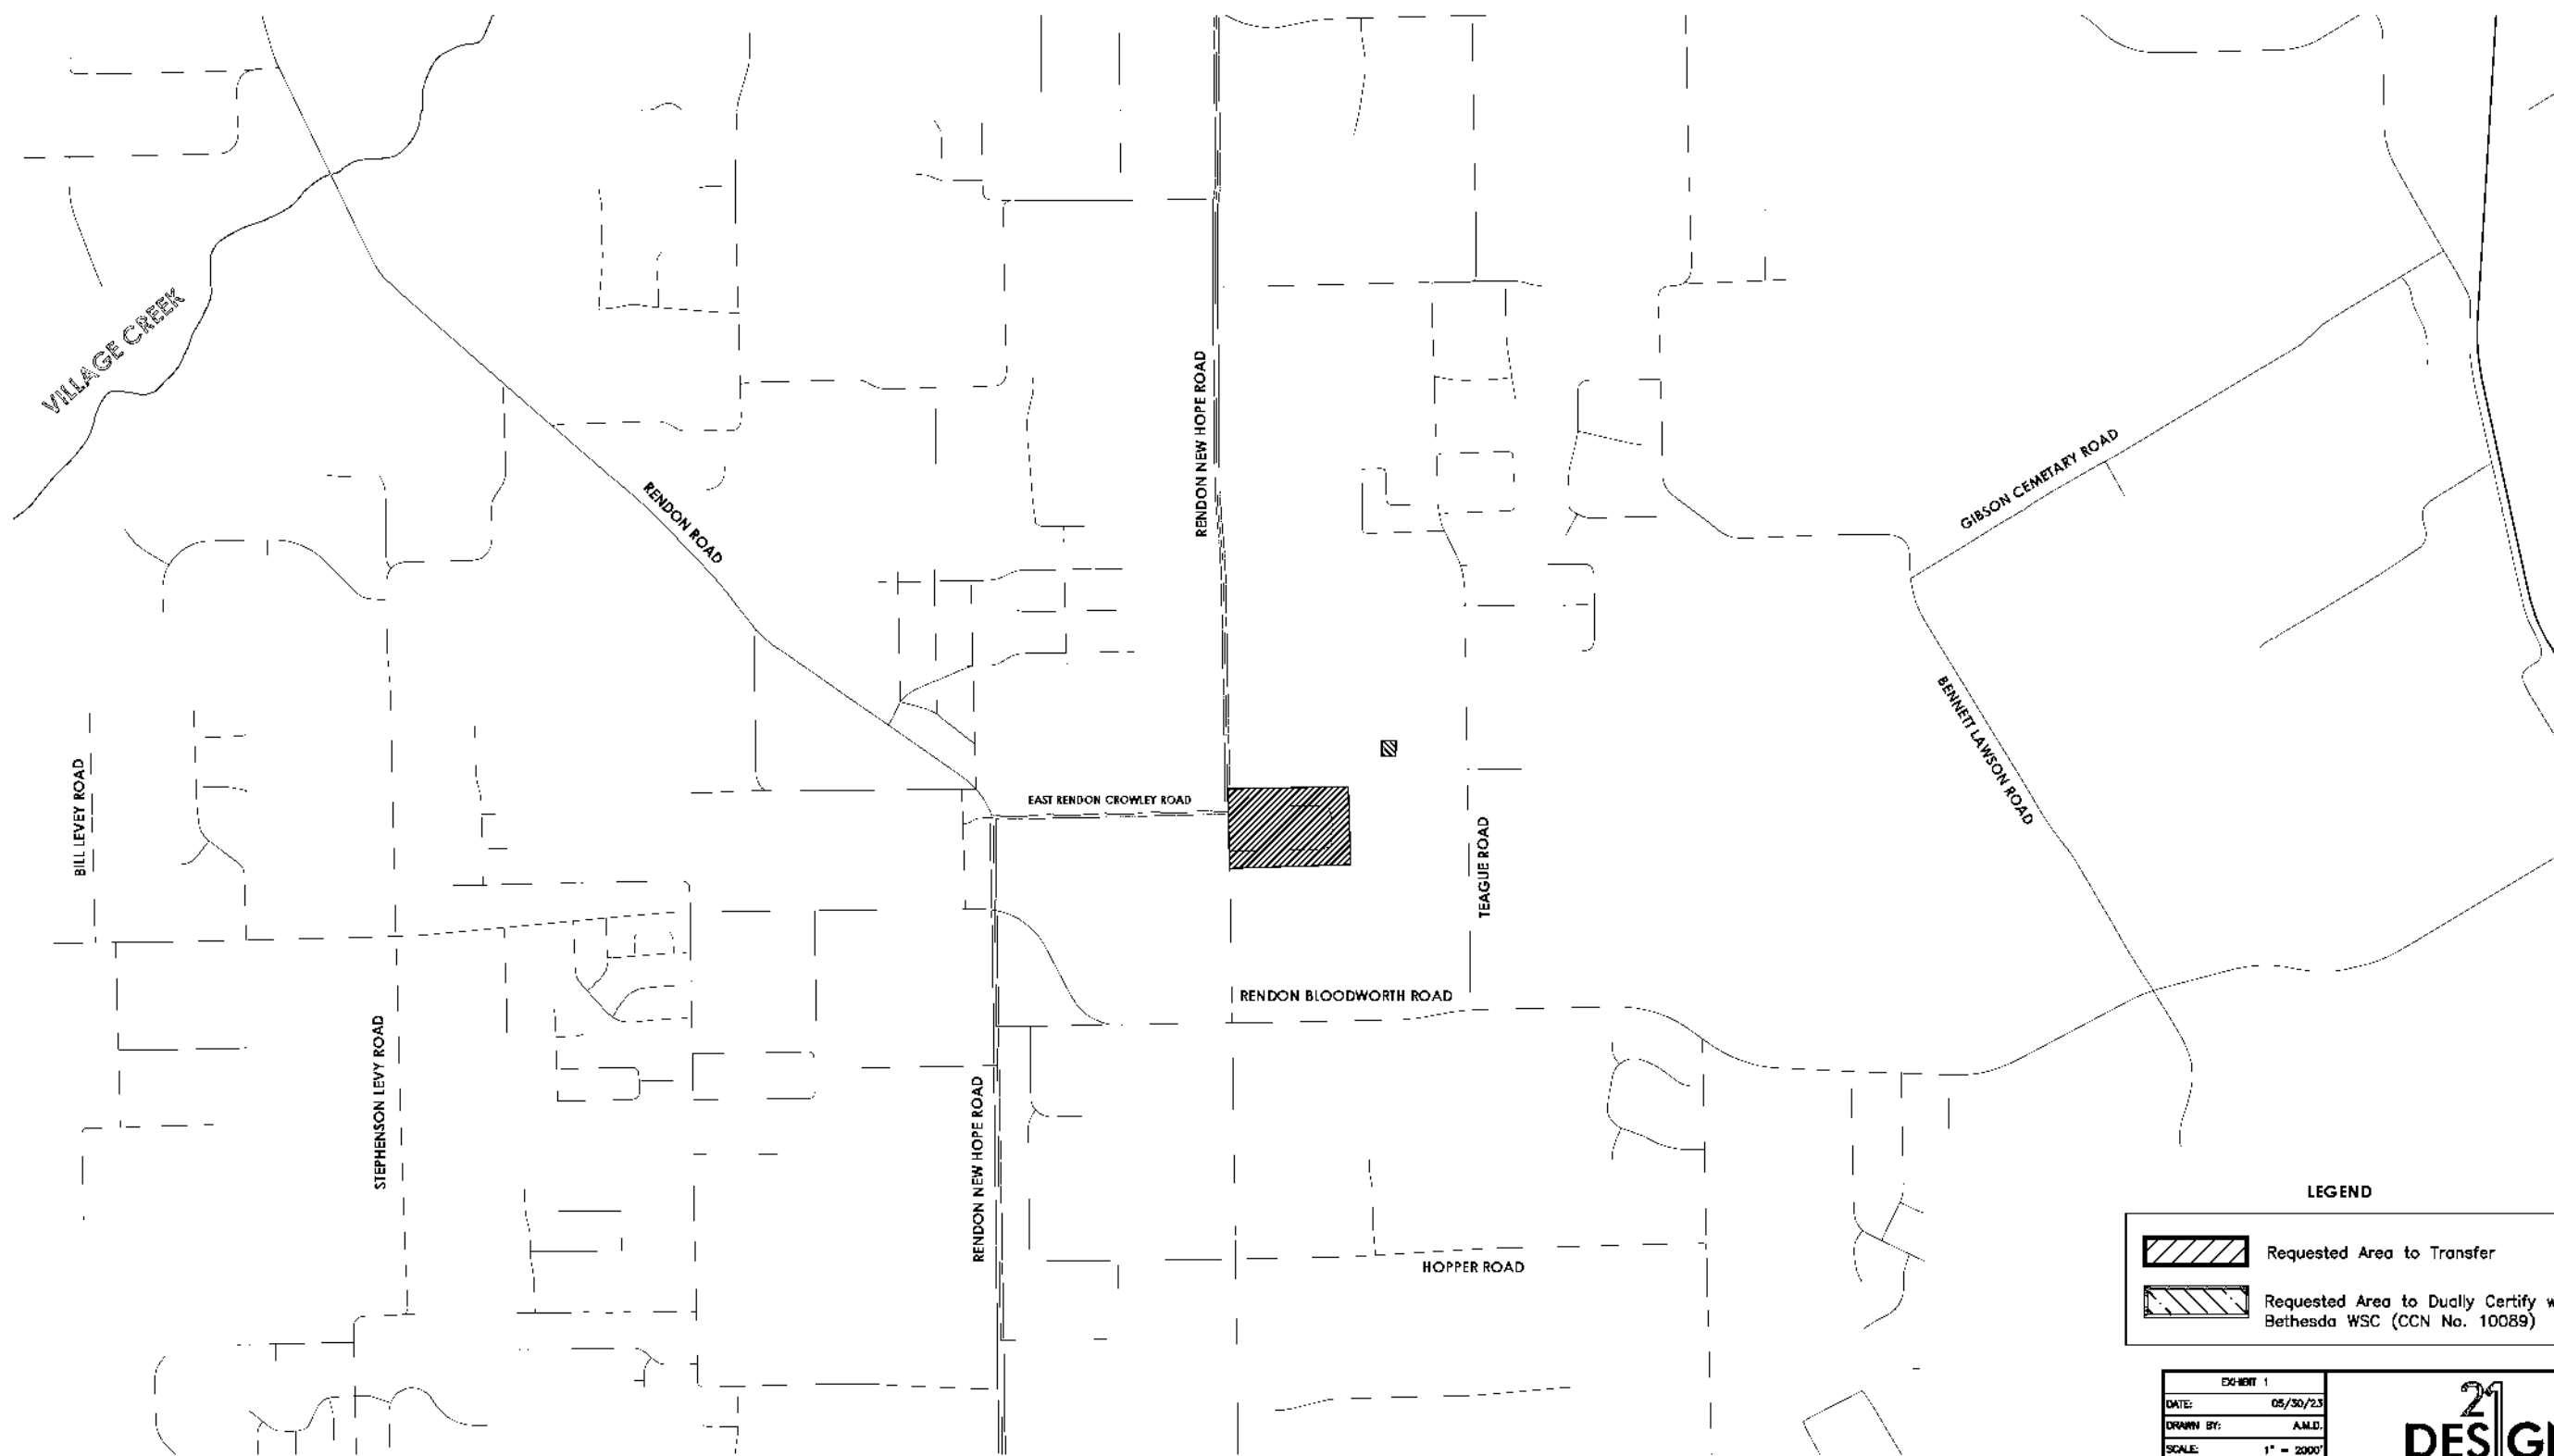 VILLAGE CREEK
RENDON NEW HOPE ROAD
RENDON ROAD
GIBSON CEMETARY ROAD
BENNETT LAWSON ROAD
BILL LEVEY ROAD
EAST RENDON CROWLEY ROAD
TEAGUE ROAD
RENDON BLOODWORTH ROAD
STEPHENSON LEVY ROAD
RENDON NEW HOPE ROAD
HOPPER ROAD
LEGEND
Requested Area to Transfer
Requested Area to Dually Certify w
Bethesda WSC (CCN No. 10089)
EXHIBIT 1
DATE: 05/30/23
DRAWN BY: A.M.D.
SCALE: 1" = 2000'
21
DESIGN